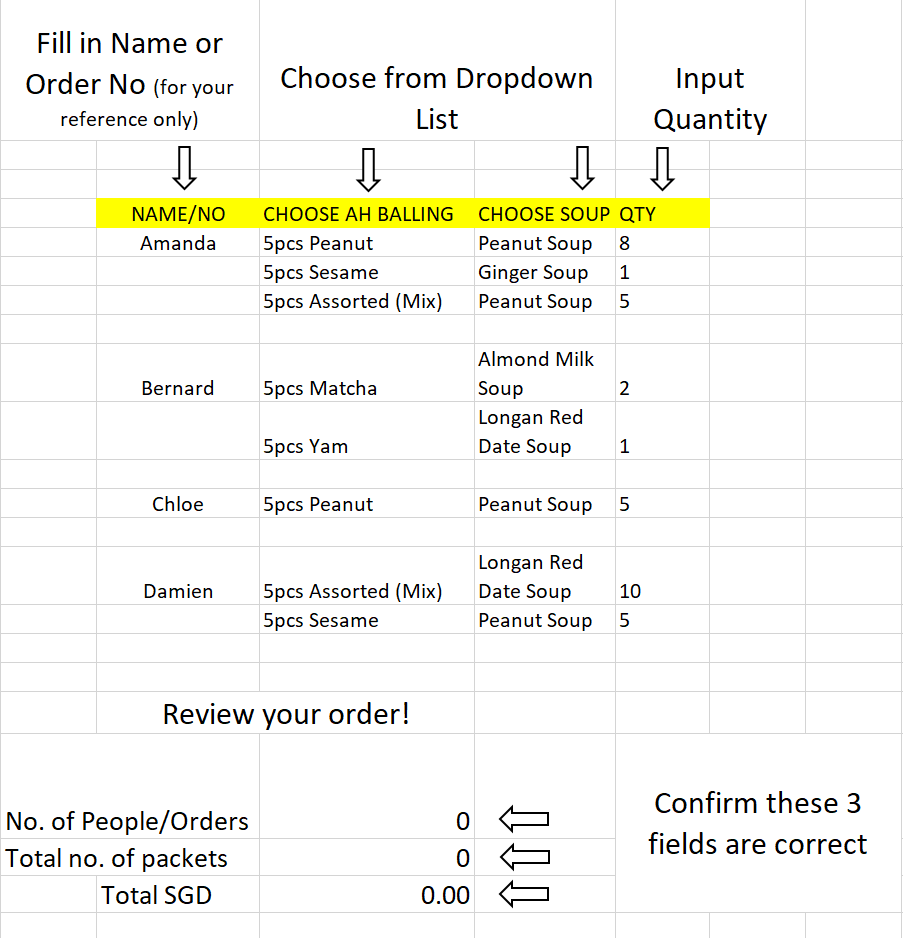 Fill in Name or
Order No (for your
reference only)
Choose from Dropdown
List
Input
Quantity
NAME/NO CHOOSE AH BALLING CHOOSE SOUP QTY
Amanda 5pcs Peanut Peanut Soup 8
5pcs Sesame Ginger Soup 1
5pcs Assorted (Mix) Peanut Soup 5
Almond Milk
Bernard 5pcs Matcha Soup 2
Longan Red
5pcs Yam Date Soup 1
Chloe 5pcs Peanut Peanut Soup 5
Longan Red
Damien 5pcs Assorted (Mix) Date Soup 10
5pcs Sesame Peanut Soup 5
Review your order!
No. of People/Orders 0
Total no. of packets 0
Total SGD 0.00
Confirm these 3
fields are correct